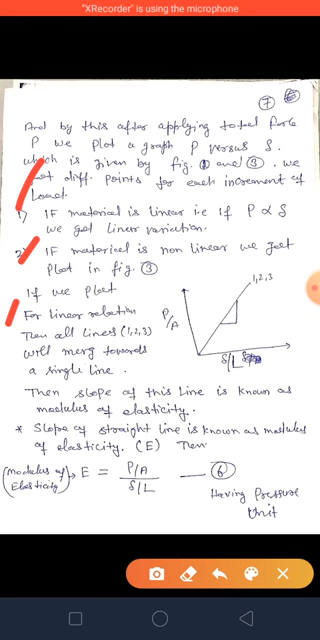 "XRecorder" is using the microphone
7
And by this after applying total force
P we plot a graph P versus δ.
which is given by fig. and ③. we
get diff. points for each increment of
Load.
1) IF material is linear i.e if P ∝ δ
we got linear variation.
2) IF material is non linear we get
Ploat in fig. ③
if we ploet
For linear relation
Then all lines (1,2,3)
will merg towards
a single line.
P/A
1,2,3
δ/L
Then slope of this line is known as
modulus of elasticity.
* Slope of straight line is known as modulus
of elasticity. (E) Then
(Modulus of Elasticity) → E = P/A / δ/L — ⑥
Having Pressure
Unit